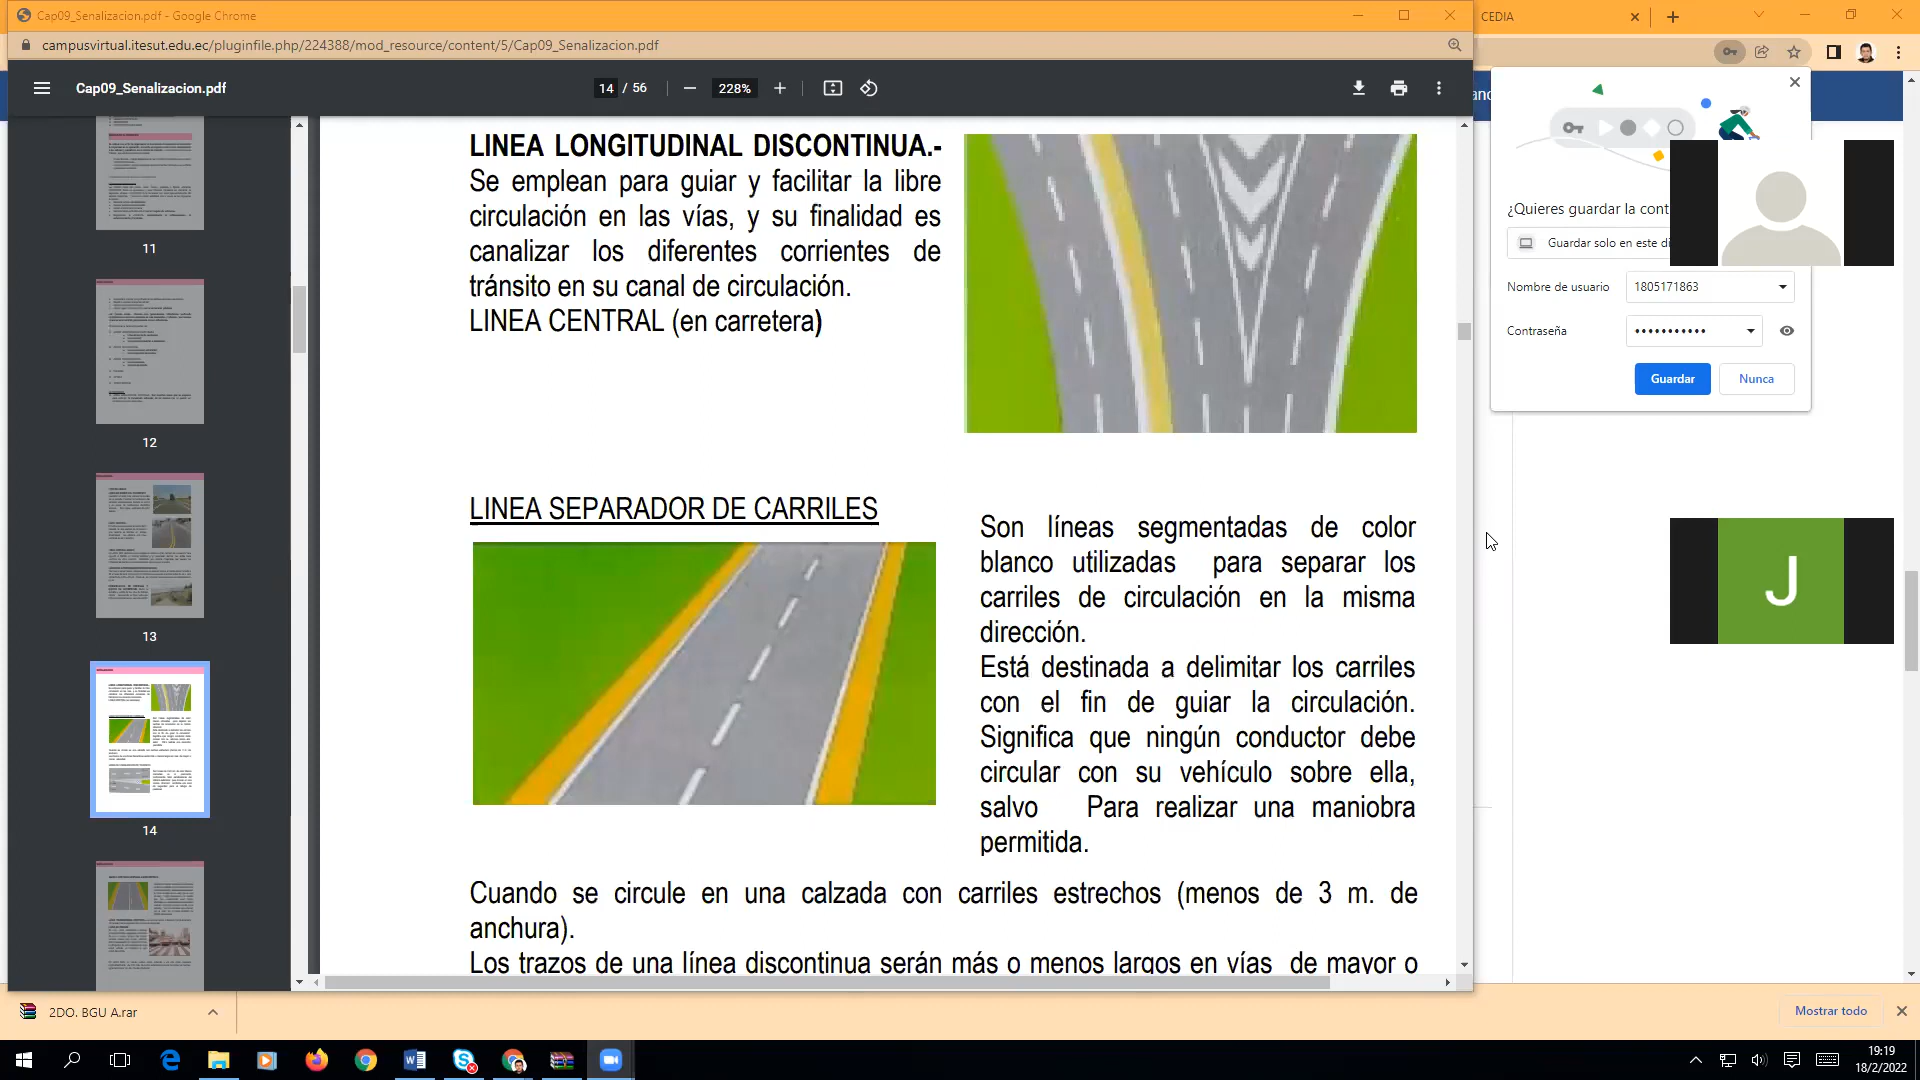 Cap09_Senalizacion.pdf - Google Chrome
CEDIA
campusvirtual.itesut.edu.ec/pluginfile.php/224388/mod_resource/content/5/Cap09_Senalizacion.pdf
Cap09_Senalizacion.pdf
14 / 56
228%
11
12
13
14
LINEA LONGITUDINAL DISCONTINUA.-
Se emplean para guiar y facilitar la libre
circulación en las vías, y su finalidad es
canalizar los diferentes corrientes de
tránsito en su canal de circulación.
LINEA CENTRAL (en carretera)
LINEA SEPARADOR DE CARRILES
Son líneas segmentadas de color
blanco utilizadas para separar los
carriles de circulación en la misma
dirección.
Está destinada a delimitar los carriles
con el fin de guiar la circulación.
Significa que ningún conductor debe
circular con su vehículo sobre ella,
salvo Para realizar una maniobra
permitida.
Cuando se circule en una calzada con carriles estrechos (menos de 3 m. de
anchura).
Los trazos de una línea discontinua serán más o menos largos en vías de mayor o
¿Quieres guardar la cont
Guardar solo en este di
Nombre de usuario
1805171863
Contraseña
•••••••••••
Guardar
Nunca
J
2DO. BGU A.rar
Mostrar todo
19:19
18/2/2022